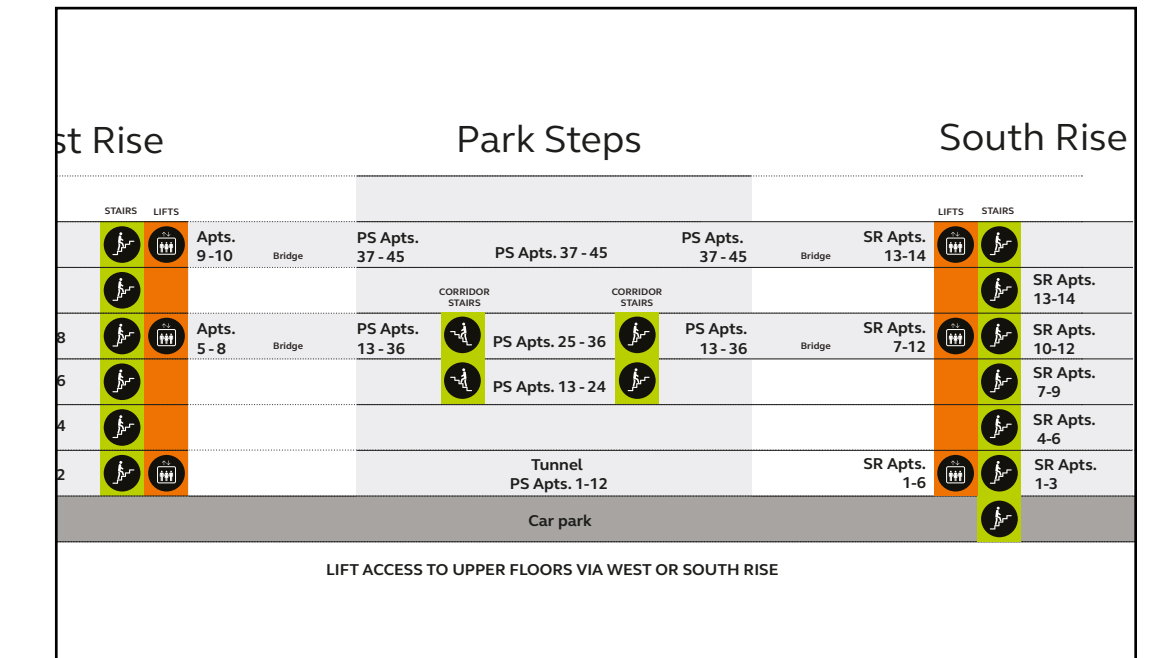 st Rise
Park Steps
South Rise
STAIRS LIFTS
LIFTS STAIRS
Apts.
9 -10
Bridge
PS Apts.
37 - 45
PS Apts. 37 - 45
PS Apts.
37 - 45
Bridge
SR Apts.
13-14
CORRIDOR
STAIRS
CORRIDOR
STAIRS
SR Apts.
13-14
8
Apts.
5 - 8
Bridge
PS Apts.
13 - 36
PS Apts. 25 - 36
PS Apts.
13 - 36
Bridge
SR Apts.
7-12
SR Apts.
10-12
6
PS Apts. 13 - 24
SR Apts.
7-9
4
SR Apts.
4-6
2
Tunnel
PS Apts. 1-12
SR Apts.
1-6
SR Apts.
1-3
Car park
LIFT ACCESS TO UPPER FLOORS VIA WEST OR SOUTH RISE